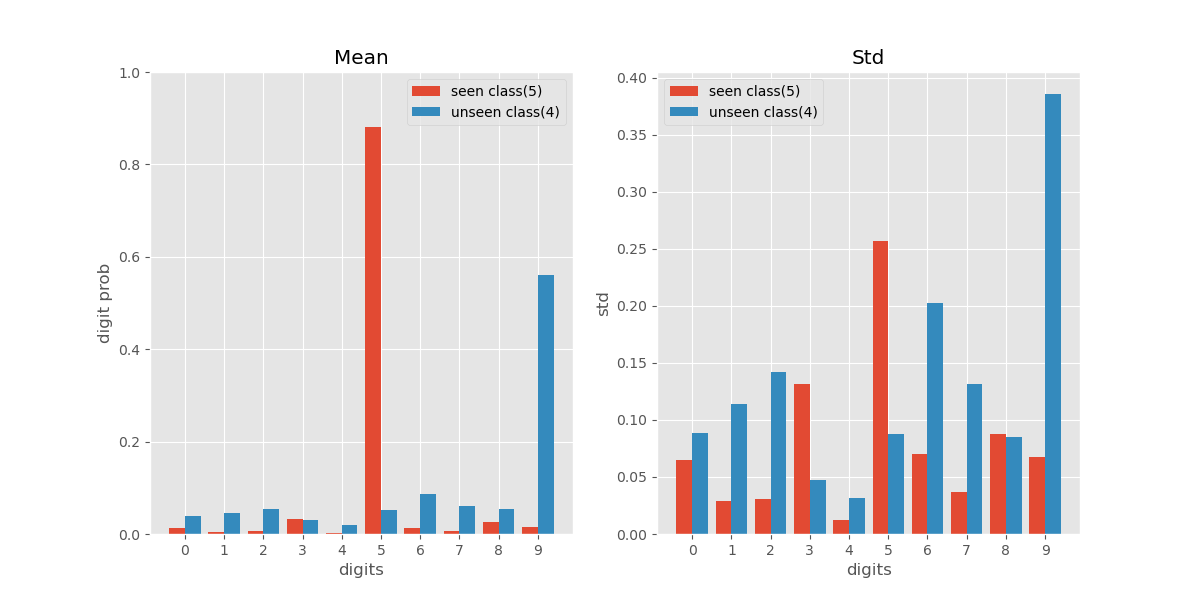 Mean
1.0
0.8
0.6
0.4
0.2
0.0
digit prob
seen class(5)
unseen class(4)
0 1 2 3 4 5 6 7 8 9
digits
Std
0.40
0.35
0.30
0.25
0.20
0.15
0.10
0.05
0.00
std
seen class(5)
unseen class(4)
0 1 2 3 4 5 6 7 8 9
digits